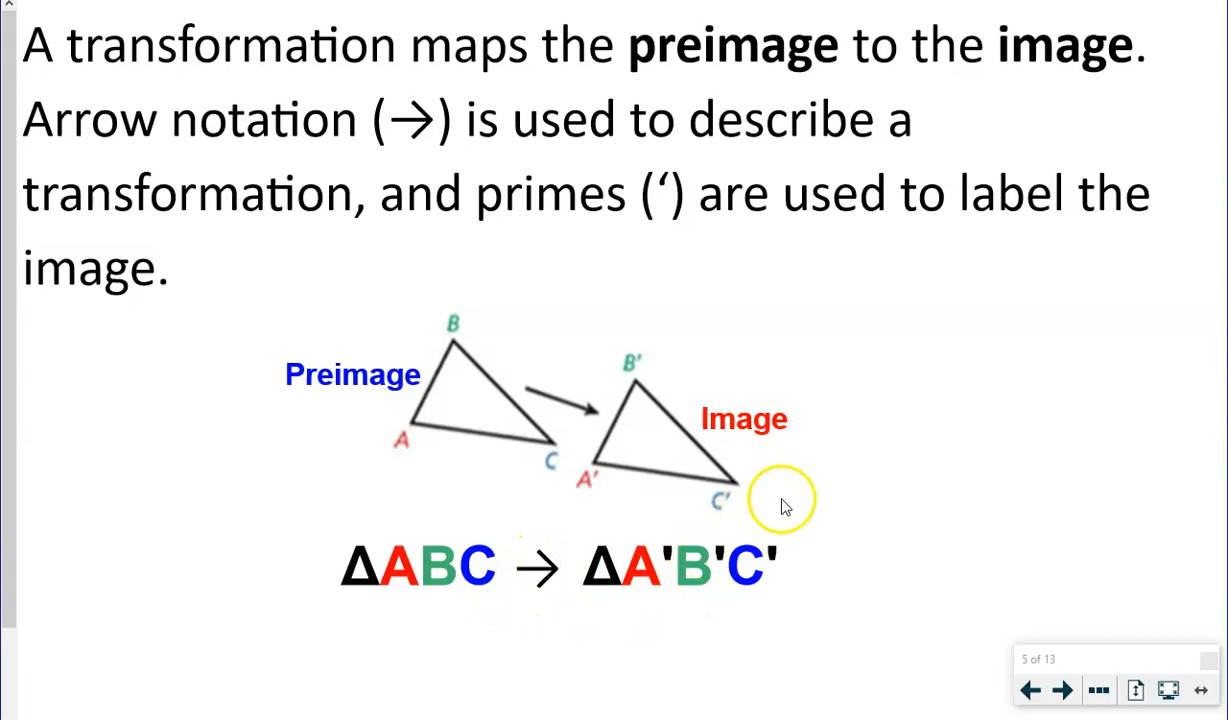 A transformation maps the preimage to the image.
Arrow notation (→) is used to describe a
transformation, and primes (‘) are used to label the
image.
B
Preimage
B'
Image
A
C
A'
C'
ΔABC → ΔA'B'C'
5 of 13